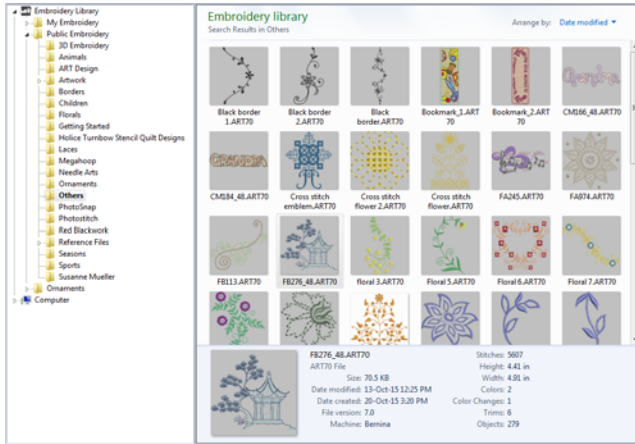 Embroidery Library
My Embroidery
Public Embroidery
3D Embroidery
Animals
ART Design
Artwork
Borders
Children
Florals
Getting Started
Holice Turnbow Stencil Quilt Designs
Laces
Megahoop
Needle Arts
Ornaments
Others
PhotoSnap
Photostitch
Red Blackwork
Reference Files
Seasons
Sports
Susanne Mueller
Ornaments
Computer
Embroidery library
Search Results in Others
Arrange by: Date modified
Black border
1.ART70
Black border
2.ART70
Black
border.ART70
Bookmark_1.ART
70
Bookmark_2.ART
70
CM166_48.ART70
CM184_48.ART70
Cross stitch
emblem.ART70
Cross stitch
flower 2.ART70
Cross stitch
flower.ART70
FA245.ART70
FA974.ART70
FB113.ART70
FB276_48.ART70
floral 3.ART70
Floral 5.ART70
Floral 6.ART70
Floral 7.ART70
FB276_48.ART70
ART70 File
Size: 70.5 KB
Date modified: 13-Oct-15 12:25 PM
Date created: 20-Oct-15 3:20 PM
File version: 7.0
Machine: Bernina
Stitches: 5607
Height: 4.41 in
Width: 4.91 in
Colors: 2
Color Changes: 1
Trims: 6
Objects: 279